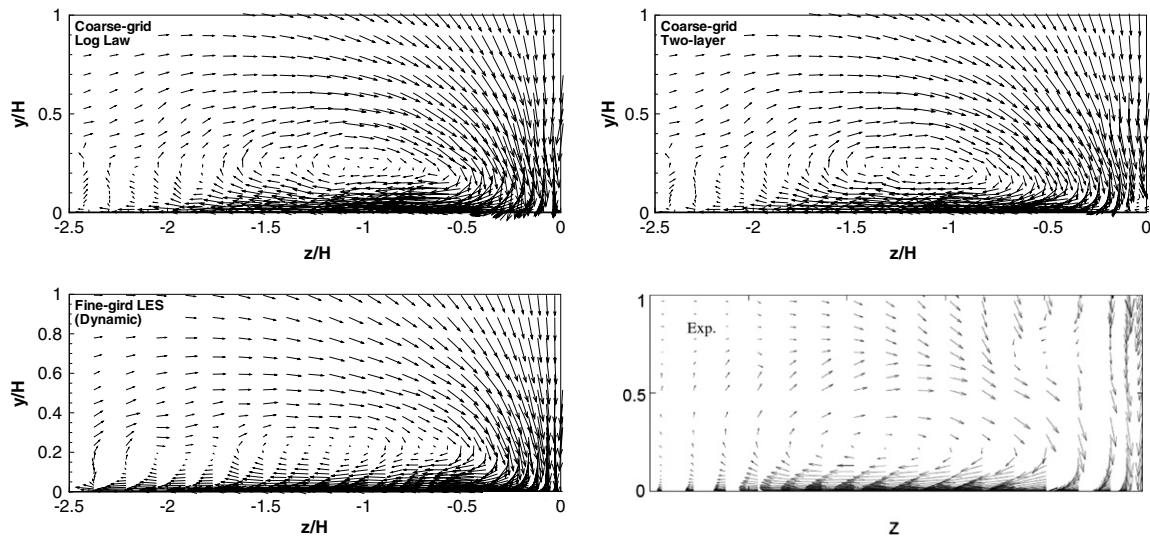 1
Coarse-grid
Log Law
y/H
0.5
0
-2.5
-2
-1.5
-1
-0.5
0
z/H
1
Coarse-grid
Two-layer
y/H
0.5
0
-2.5
-2
-1.5
-1
-0.5
0
z/H
1
Fine-gird LES
(Dynamic)
0.8
0.6
y/H
0.4
0.2
0
-2.5
-2
-1.5
-1
-0.5
0
z/H
1
Exp.
0.5
0
Z